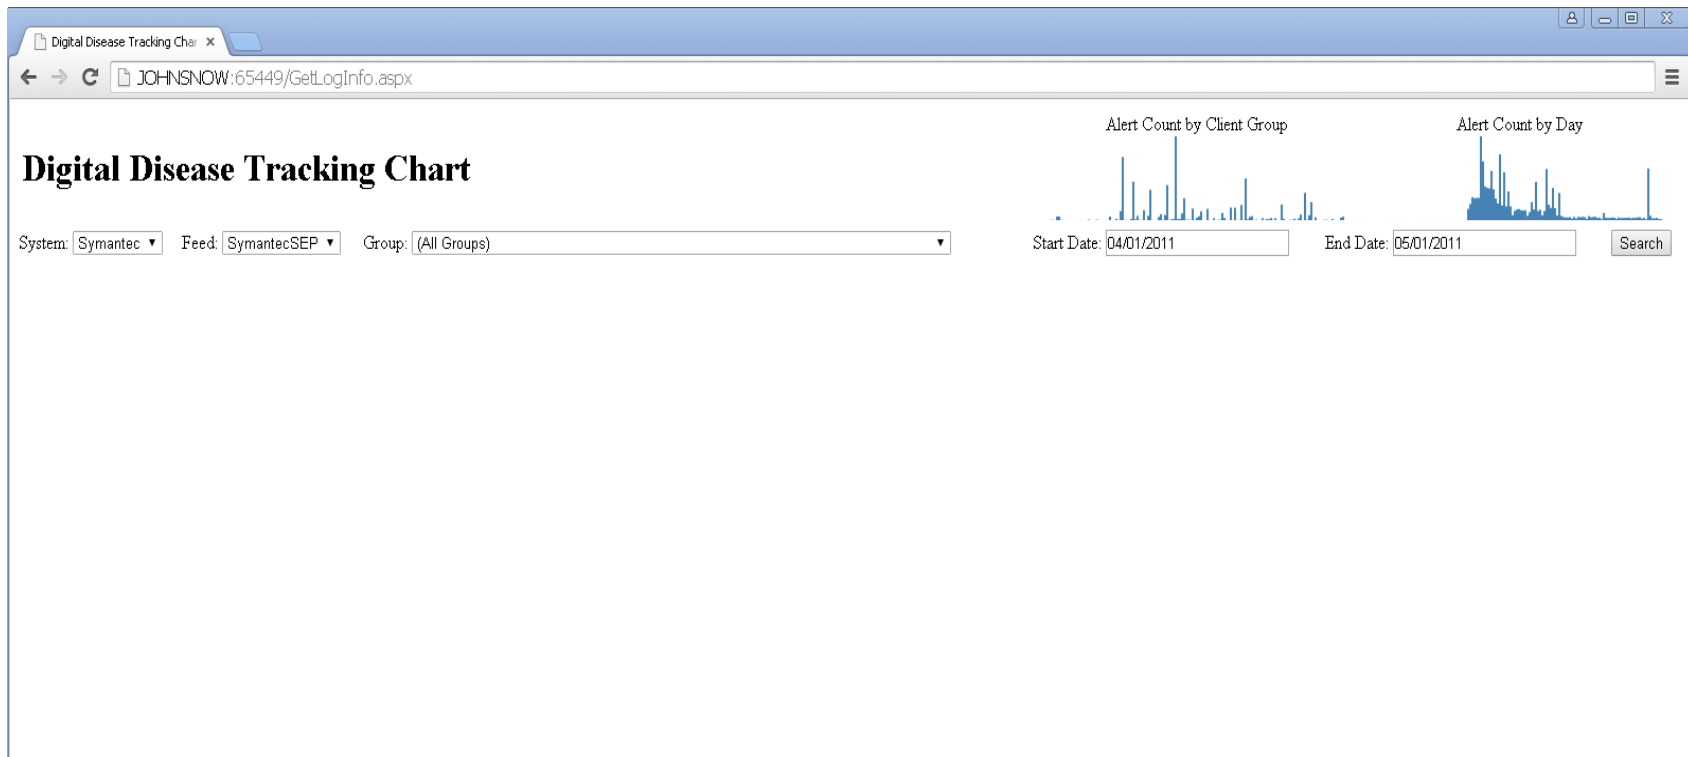 Digital Disease Tracking Char
JOHNSNOW:65449/GetLogInfo.aspx
Alert Count by Client Group
Alert Count by Day
Digital Disease Tracking Chart
System: Symantec Feed: SymantecSEP Group: (All Groups) Start Date: 04/01/2011 End Date: 05/01/2011 Search